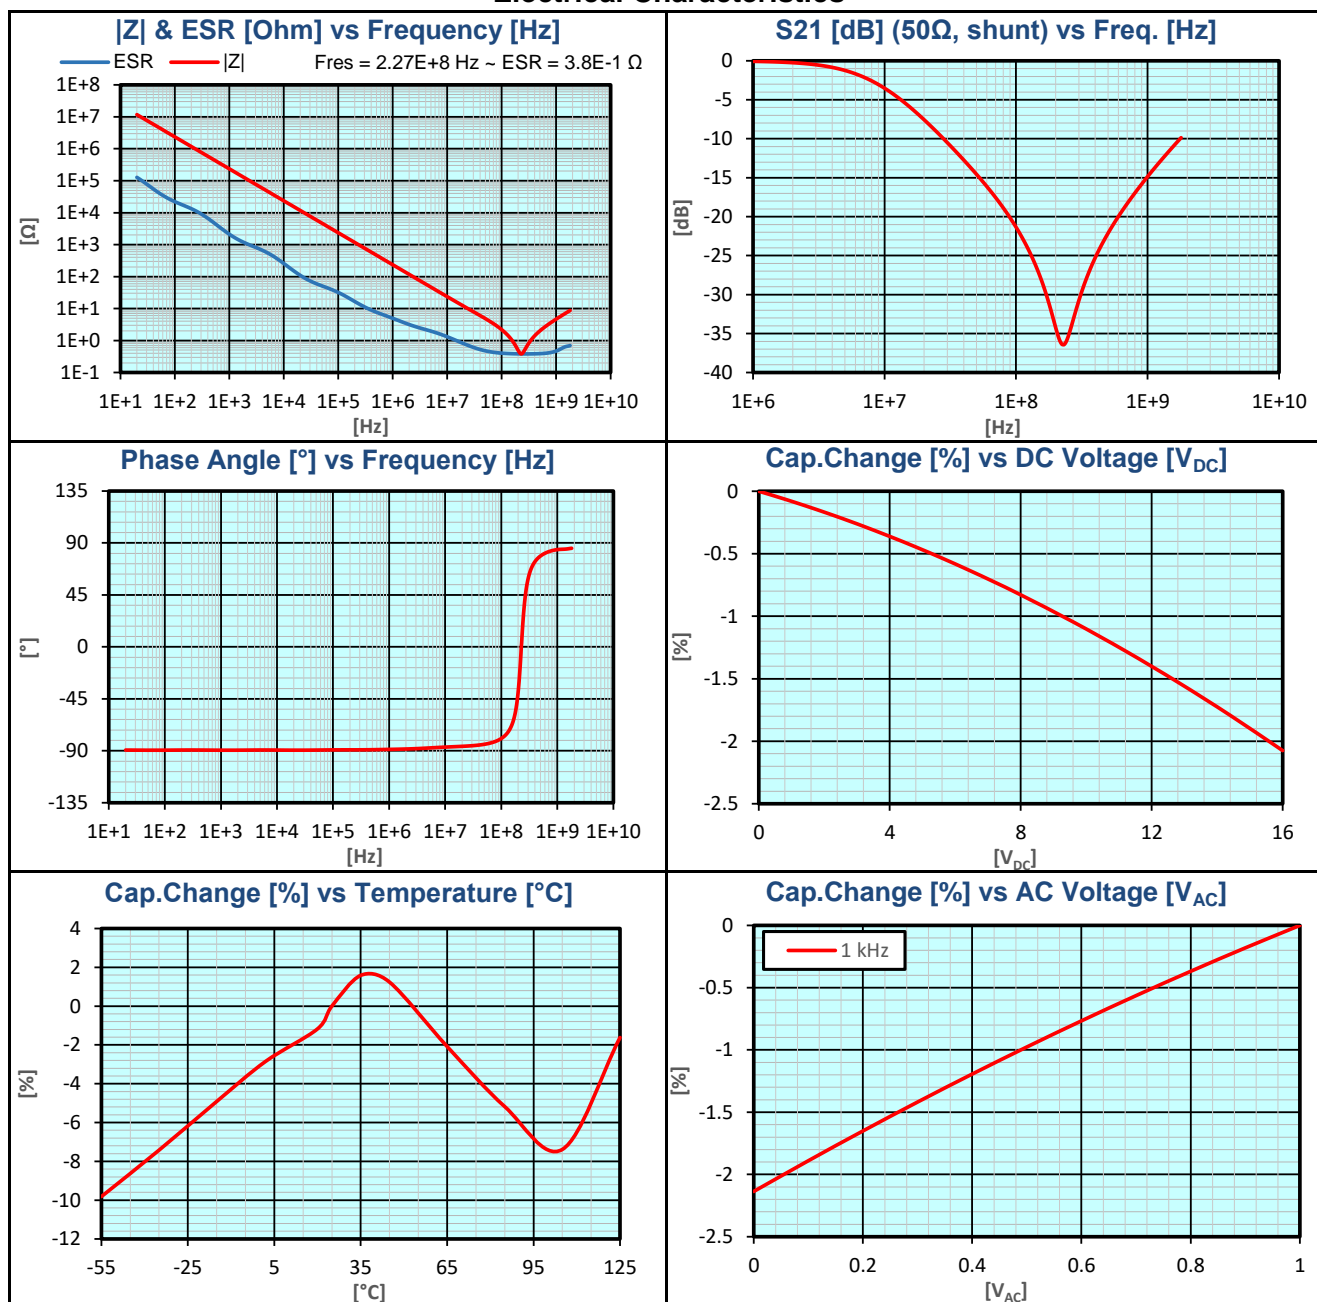 |Z| & ESR [Ohm] vs Frequency [Hz]
ESR |Z| Fres = 2.27E+8 Hz ~ ESR = 3.8E-1 Ω
1E+8
1E+7
1E+6
1E+5
1E+4
1E+3
1E+2
1E+1
1E+0
1E-1
[Ω]
1E+1 1E+2 1E+3 1E+4 1E+5 1E+6 1E+7 1E+8 1E+9 1E+10
[Hz]
S21 [dB] (50Ω, shunt) vs Freq. [Hz]
0
-5
-10
-15
-20
-25
-30
-35
-40
[dB]
1E+6 1E+7 1E+8 1E+9 1E+10
[Hz]
Phase Angle [°] vs Frequency [Hz]
135
90
45
0
-45
-90
-135
[°]
1E+1 1E+2 1E+3 1E+4 1E+5 1E+6 1E+7 1E+8 1E+9 1E+10
[Hz]
Cap.Change [%] vs DC Voltage [VDC]
0
-0.5
-1
-1.5
-2
-2.5
[%]
0 4 8 12 16
[VDC]
Cap.Change [%] vs Temperature [°C]
4
2
0
-2
-4
-6
-8
-10
-12
[%]
-55 -25 5 35 65 95 125
[°C]
Cap.Change [%] vs AC Voltage [VAC]
1 kHz
0
-0.5
-1
-1.5
-2
-2.5
[%]
0 0.2 0.4 0.6 0.8 1
[VAC]